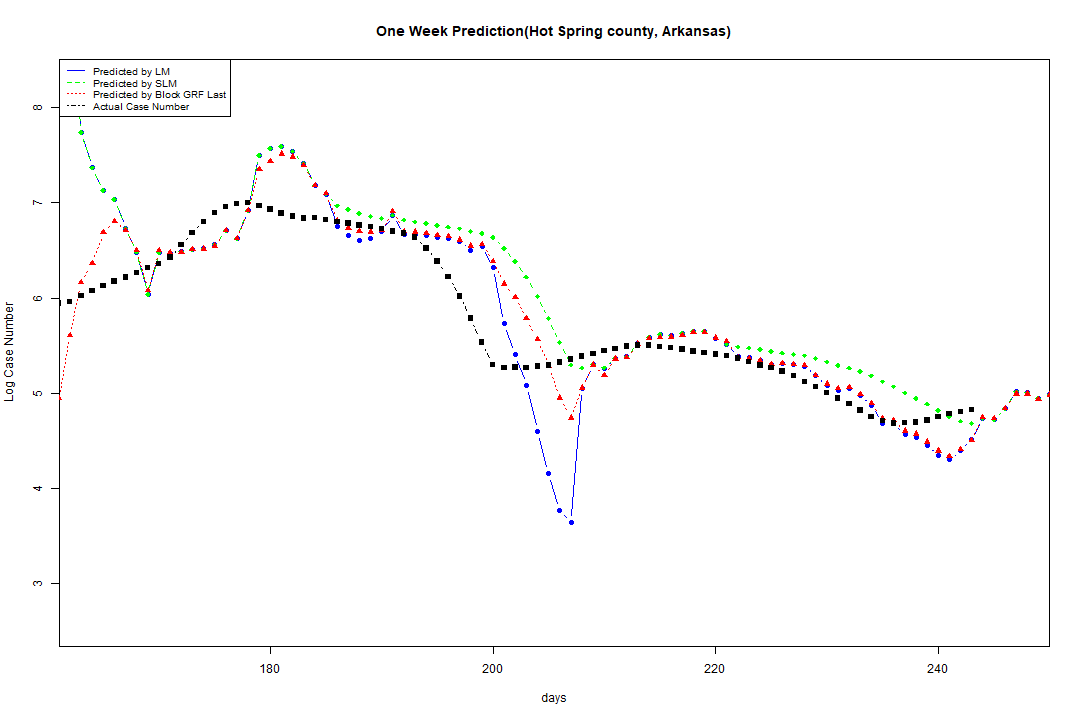 One Week Prediction(Hot Spring county, Arkansas)
Predicted by LM
Predicted by SLM
Predicted by Block GRF Last
Actual Case Number
8
7
6
5
4
3
Log Case Number
180
200
220
240
days